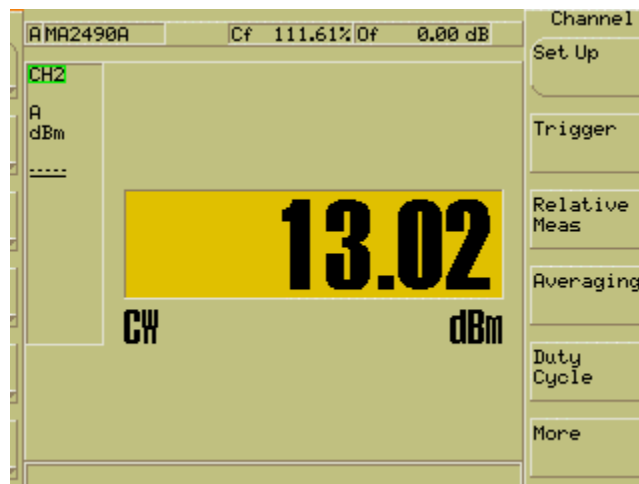 A MA2490A Cf 111.61% Of 0.00 dB
CH2
A
dBm
-----
13.02
CW dBm
Channel
Set Up
Trigger
Relative
Meas
Averaging
Duty
Cycle
More